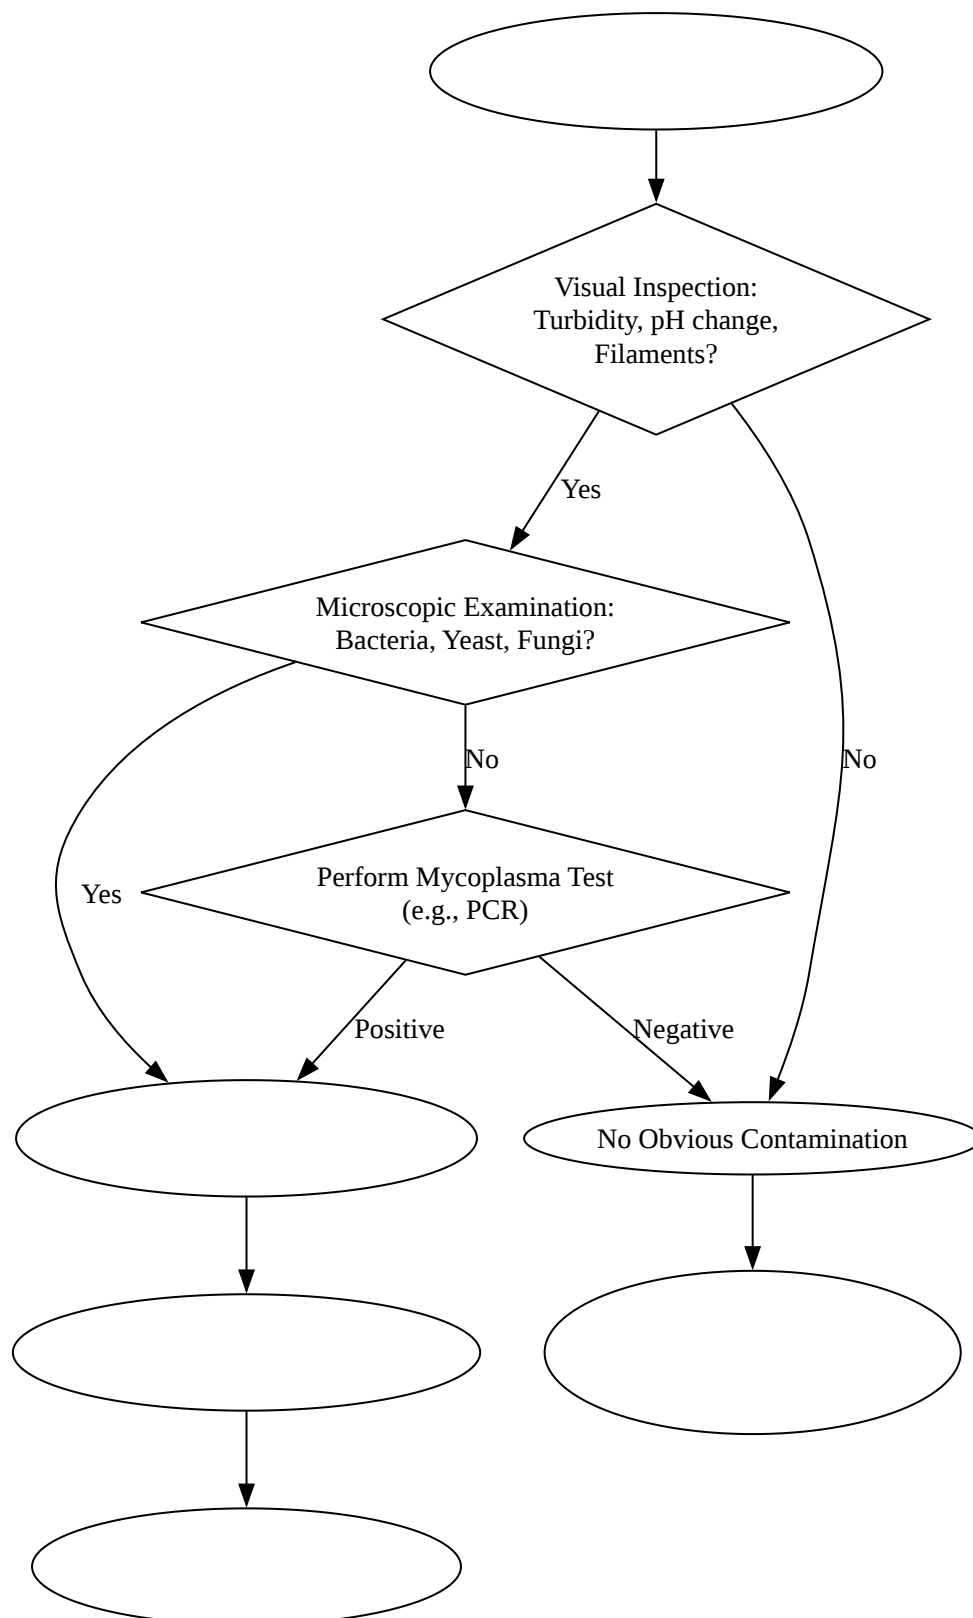 Visual Inspection:
Turbidity, pH change,
Filaments?
Yes
Microscopic Examination:
Bacteria, Yeast, Fungi?
No
No
Perform Mycoplasma Test
(e.g., PCR)
Yes
Positive
Negative
No Obvious Contamination